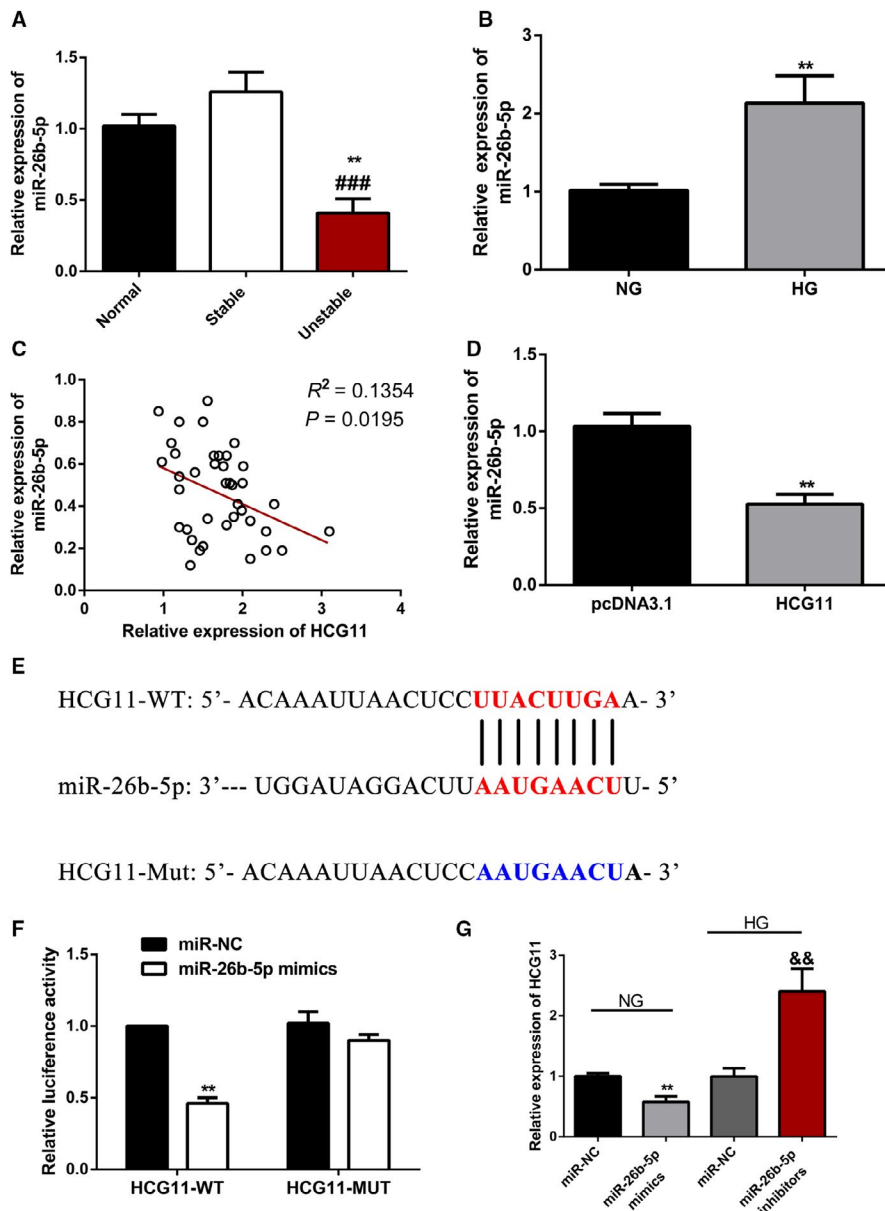 A
Relative expression of
miR-26b-5p
1.5
1.0
0.5
0.0
**
###
Normal
Stable
Unstable
B
Relative expression of
miR-26b-5p
3
2
1
0
**
NG
HG
C
Relative expression of
miR-26b-5p
1.0
0.8
0.6
0.4
0.2
0.0
R² = 0.1354
P = 0.0195
0
1
2
3
4
Relative expression of HCG11
D
Relative expression of
miR-26b-5p
1.5
1.0
0.5
0.0
**
pcDNA3.1
HCG11
E
HCG11-WT: 5’- ACAAAUUAACUCCUUACUUGAA- 3’
miR-26b-5p: 3’--- UGGAUAGGACUUAAUGAACUU- 5’
HCG11-Mut: 5’- ACAAAUUAACUCCAAUGAACUA- 3’
F
Relative luciference activity
1.5
1.0
0.5
0.0
miR-NC
miR-26b-5p mimics
**
HCG11-WT
HCG11-MUT
G
Relative expression of HCG11
3
2
1
0
NG
HG
**
&&
miR-NC
miR-26b-5p
mimics
miR-NC
miR-26b-5p
inhibitors